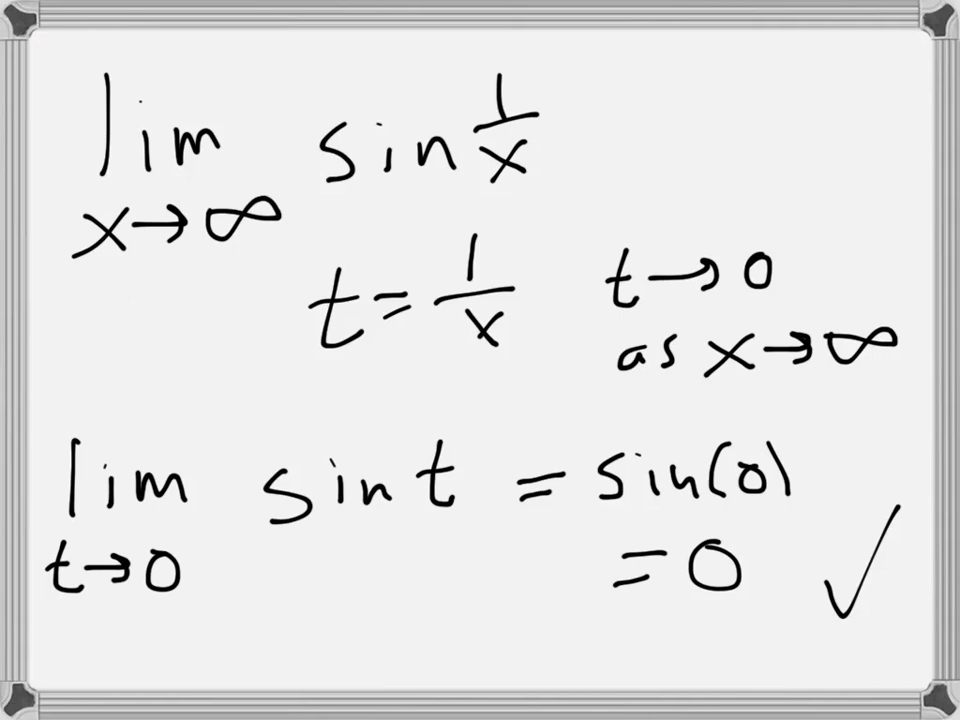 lim sin 1/x
x→∞
t = 1/x t→0
as x→∞
lim sin t = sin(0)
t→0 = 0 ✓